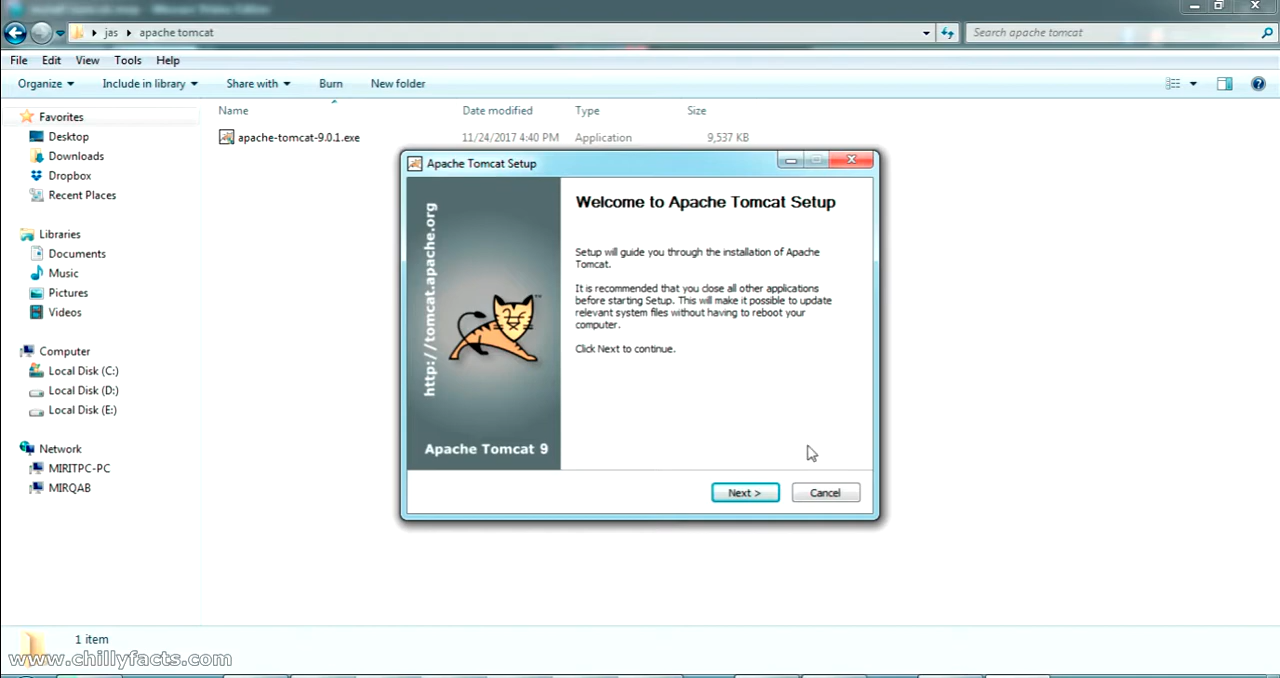 jas ▸ apache tomcat
Search apache tomcat
File Edit View Tools Help
Organize Include in library Share with Burn New folder
Name Date modified Type Size
apache-tomcat-9.0.1.exe 11/24/2017 4:40 PM Application 9,537 KB
Favorites
Desktop
Downloads
Dropbox
Recent Places
Libraries
Documents
Music
Pictures
Videos
Computer
Local Disk (C:)
Local Disk (D:)
Local Disk (E:)
Network
MIRITPC-PC
MIRQAB
Apache Tomcat Setup
http://tomcat.apache.org
TM
Apache Tomcat 9
Welcome to Apache Tomcat Setup
Setup will guide you through the installation of Apache
Tomcat.
It is recommended that you close all other applications
before starting Setup. This will make it possible to update
relevant system files without having to reboot your
computer.
Click Next to continue.
Next >
Cancel
1 item
www.chillyfacts.com